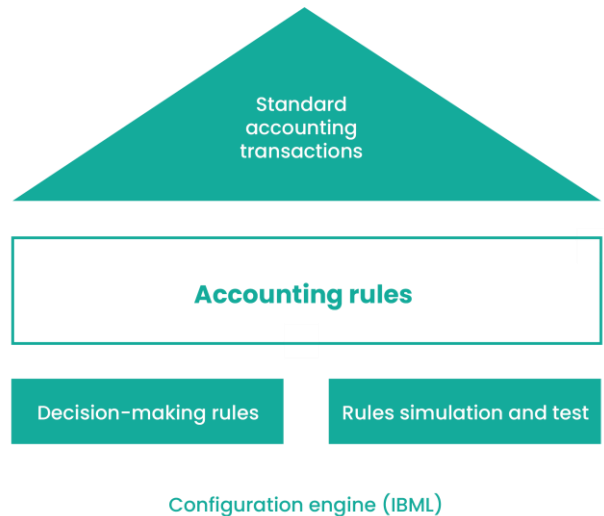 Standard
accounting
transactions
Accounting rules
Decision-making rules
Rules simulation and test
Configuration engine (IBML)